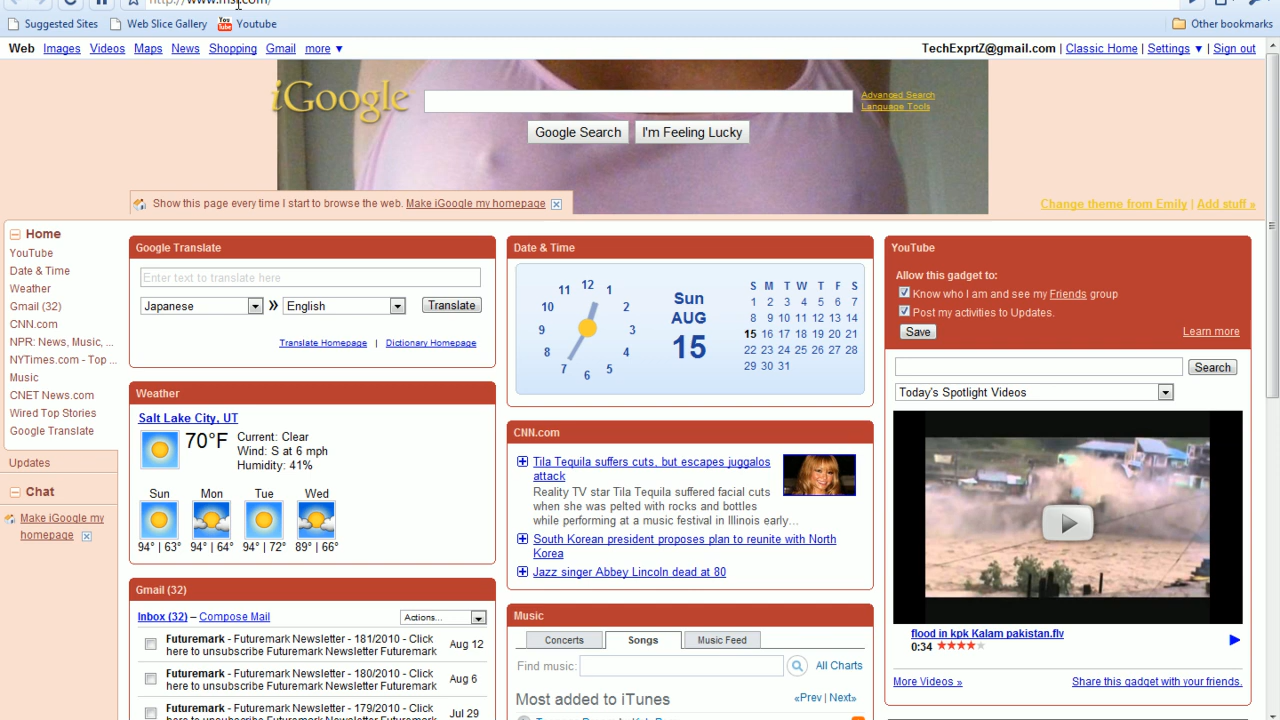 http://www.msn.com/
Suggested Sites
Web Slice Gallery
You Tube
Youtube
Other bookmarks
Web Images Videos Maps News Shopping Gmail more ▼
TechExprtZ@gmail.com | Classic Home | Settings ▼ | Sign out
iGoogle
Advanced Search
Language Tools
Google Search
I'm Feeling Lucky
Show this page every time I start to browse the web. Make iGoogle my homepage
Change theme from Emily | Add stuff »
Home
YouTube
Date & Time
Weather
Gmail (32)
CNN.com
NPR: News, Music, ...
NYTimes.com - Top ...
Music
CNET News.com
Wired Top Stories
Google Translate
Updates
Chat
Make iGoogle my
homepage
Google Translate
Enter text to translate here
Japanese » English Translate
Translate Homepage | Dictionary Homepage
Weather
Salt Lake City, UT
70°F
Current: Clear
Wind: S at 6 mph
Humidity: 41%
Sun Mon Tue Wed
94° | 63° 94° | 64° 94° | 72° 89° | 66°
Gmail (32)
Inbox (32) – Compose Mail
Actions...
Futuremark - Futuremark Newsletter - 181/2010 - Click
here to unsubscribe Futuremark Newsletter Futuremark
Aug 12
Futuremark - Futuremark Newsletter - 180/2010 - Click
here to unsubscribe Futuremark Newsletter Futuremark
Aug 6
Futuremark - Futuremark Newsletter - 179/2010 - Click
here to unsubscribe Futuremark Newsletter Futuremark
Jul 29
Date & Time
12 1 2 3 4 5 6 7 8 9 10 11
Sun
AUG
15
S M T W T F S
1 2 3 4 5 6 7
8 9 10 11 12 13 14
15 16 17 18 19 20 21
22 23 24 25 26 27 28
29 30 31
CNN.com
Tila Tequila suffers cuts, but escapes juggalos
attack
Reality TV star Tila Tequila suffered facial cuts
when she was pelted with rocks and bottles
while performing at a music festival in Illinois early...
South Korean president proposes plan to reunite with North
Korea
Jazz singer Abbey Lincoln dead at 80
Music
Concerts Songs Music Feed
Find music:
All Charts
Most added to iTunes
«Prev | Next»
YouTube
Allow this gadget to:
Know who I am and see my Friends group
Post my activities to Updates.
Save
Learn more
Search
Today's Spotlight Videos
flood in kpk Kalam pakistan.flv
0:34
More Videos »
Share this gadget with your friends.